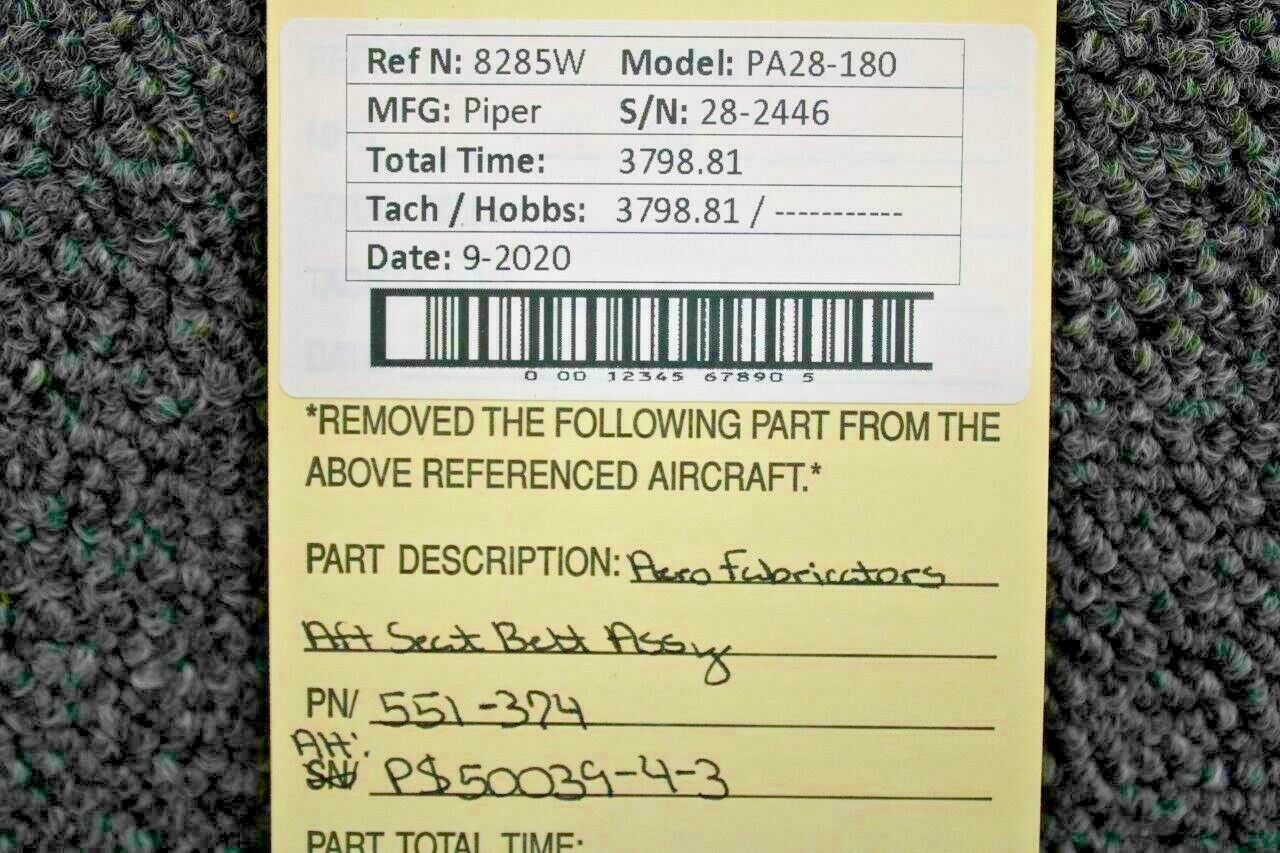 Ref N: 8285W Model: PA28-180
MFG: Piper S/N: 28-2446
Total Time: 3798.81
Tach / Hobbs: 3798.81 / -----------
Date: 9-2020
0 00 12345 67890 5
*REMOVED THE FOLLOWING PART FROM THE
ABOVE REFERENCED AIRCRAFT.*
PART DESCRIPTION: Aero Fabricators
Aft Seat Belt Assy
PN/ 551-374
Alt:
SN/ PS50039-4-3
PART TOTAL TIME: